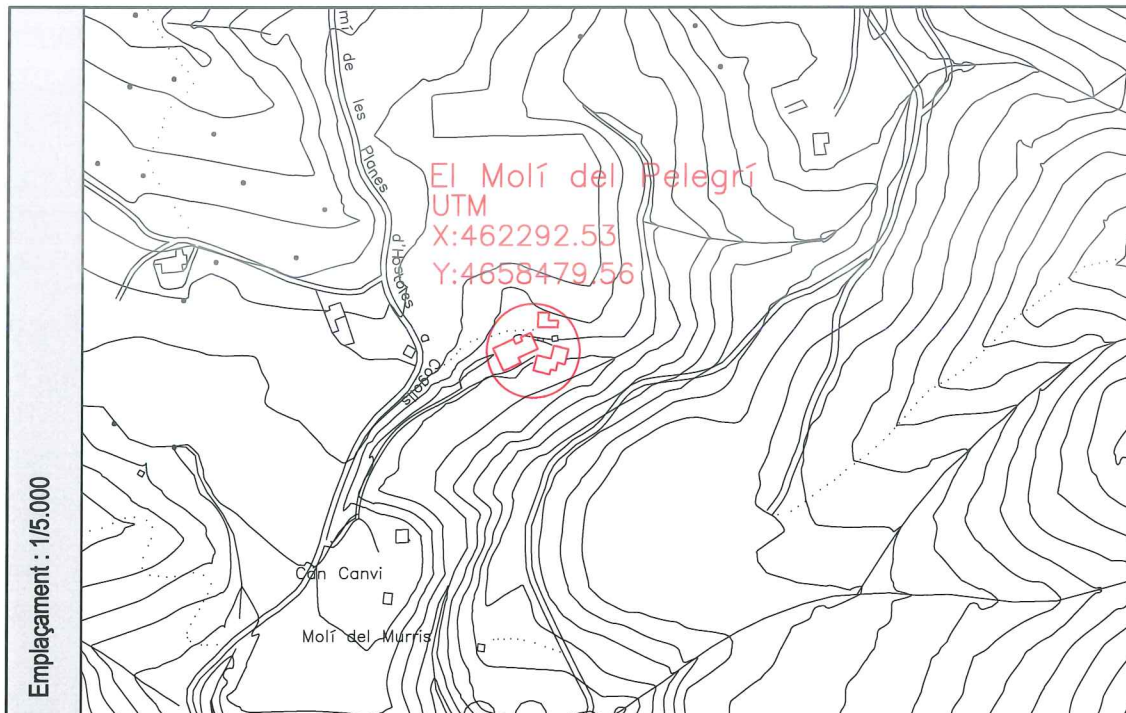 Emplaçament : 1/5.000
mí de les Planes d'Hostoles a Cogolls
El Molí del Pelegrí
UTM
X:462292.53
Y:4658479.56
Can Canvi
Molí del Murris